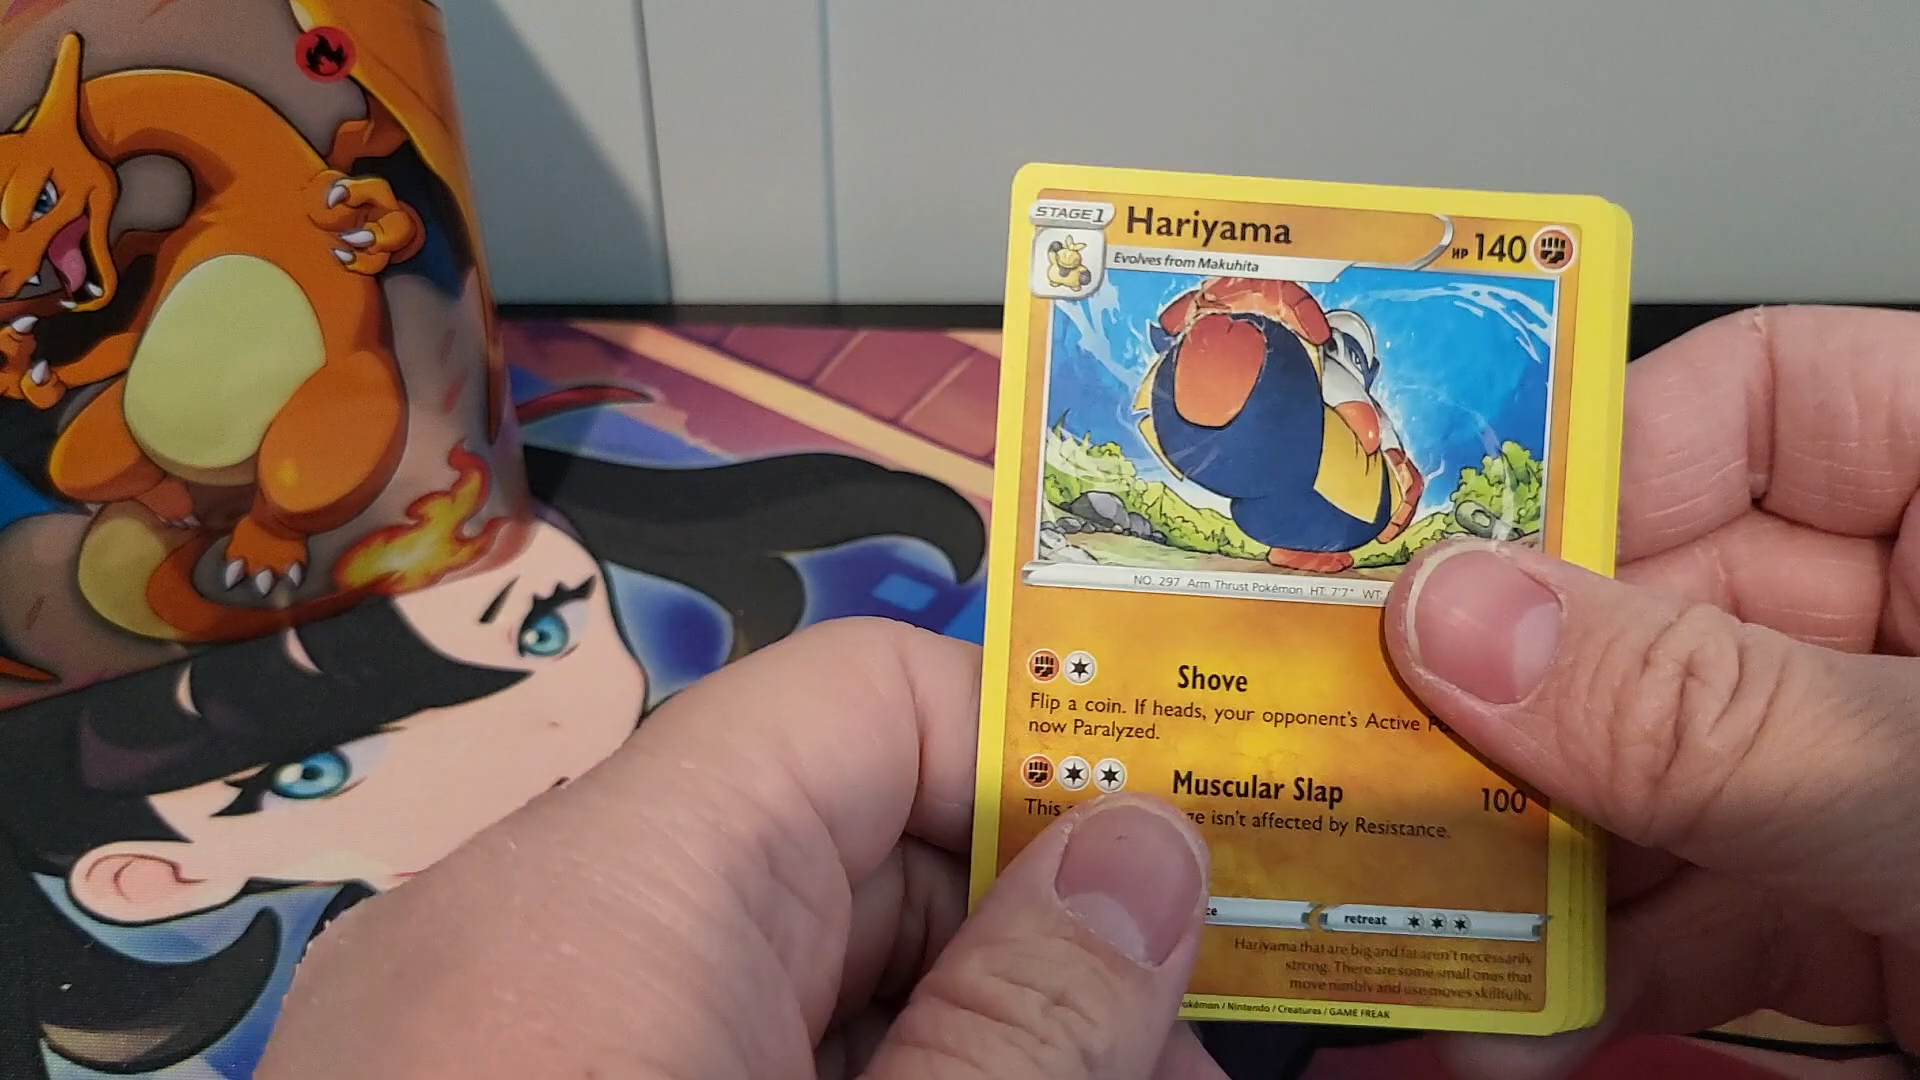 STAGE1
Hariyama
HP 140
Evolves from Makuhita
NO. 297 Arm Thrust Pokémon HT: 7'7" WT:
Shove
Flip a coin. If heads, your opponent's Active
now Paralyzed.
Muscular Slap 100
This isn't affected by Resistance.
retreat
Hariyama that are big and fat aren't necessarily
strong. There are some small ones that
move nimbly and use moves skillfully.
okémon / Nintendo / Creatures / GAME FREAK